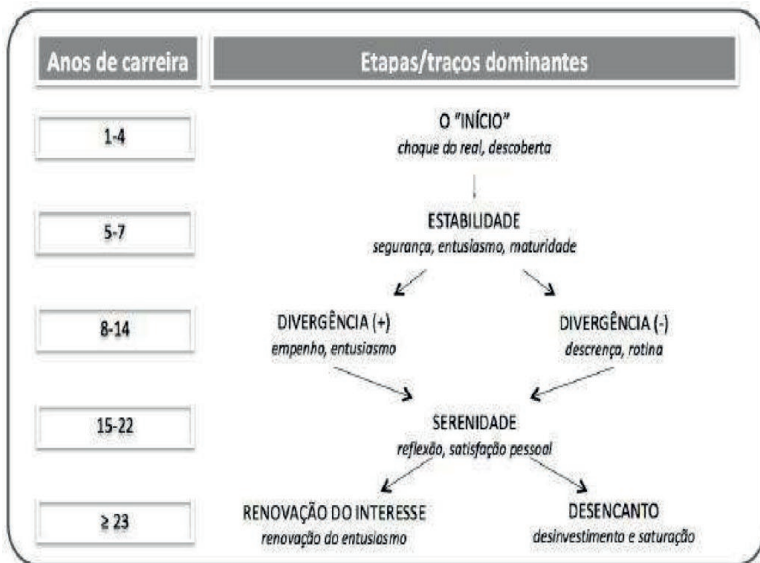 Anos de carreira
Etapas/traços dominantes
1-4
O "INÍCIO"
choque do real, descoberta
5-7
ESTABILIDADE
segurança, entusiasmo, maturidade
8-14
DIVERGÊNCIA (+)
empenho, entusiasmo
DIVERGÊNCIA (-)
descrença, rotina
15-22
SERENIDADE
reflexão, satisfação pessoal
≥ 23
RENOVAÇÃO DO INTERESSE
renovação do entusiasmo
DESENCANTO
desinvestimento e saturação